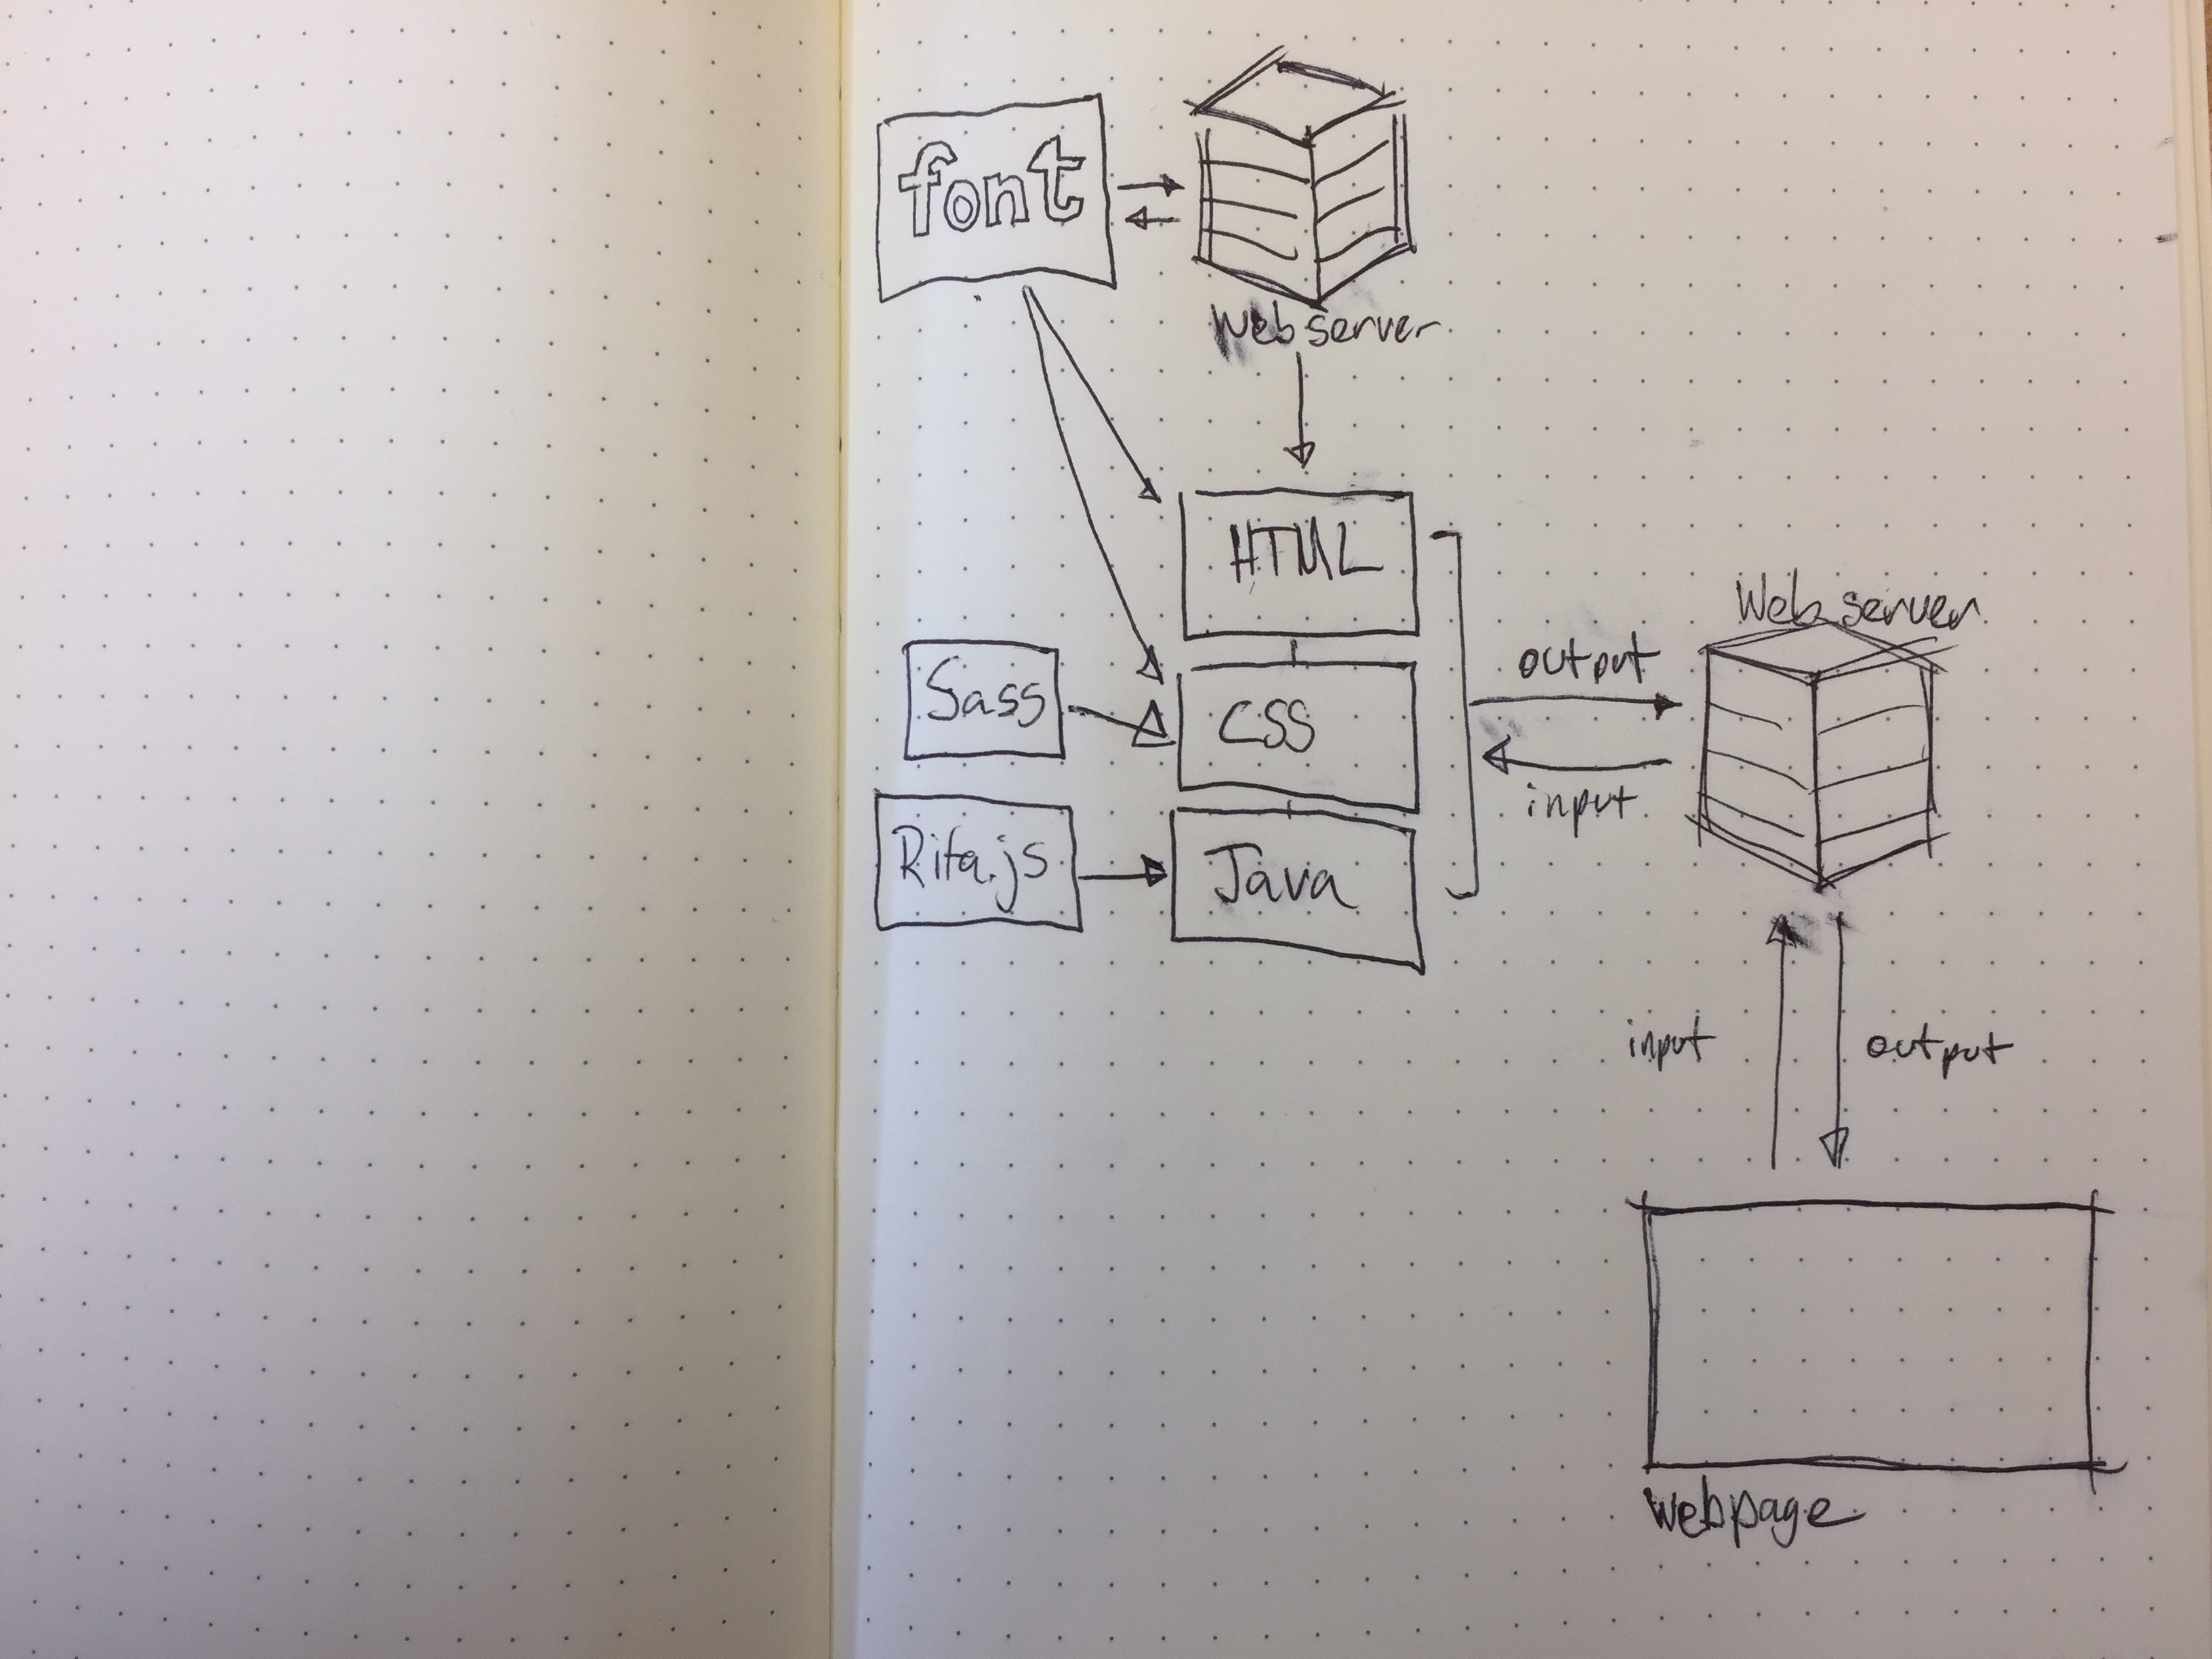 font
Web server
HTML
Web server
Sass
CSS
output
input
Rita.js
Java
input
output
Webpage